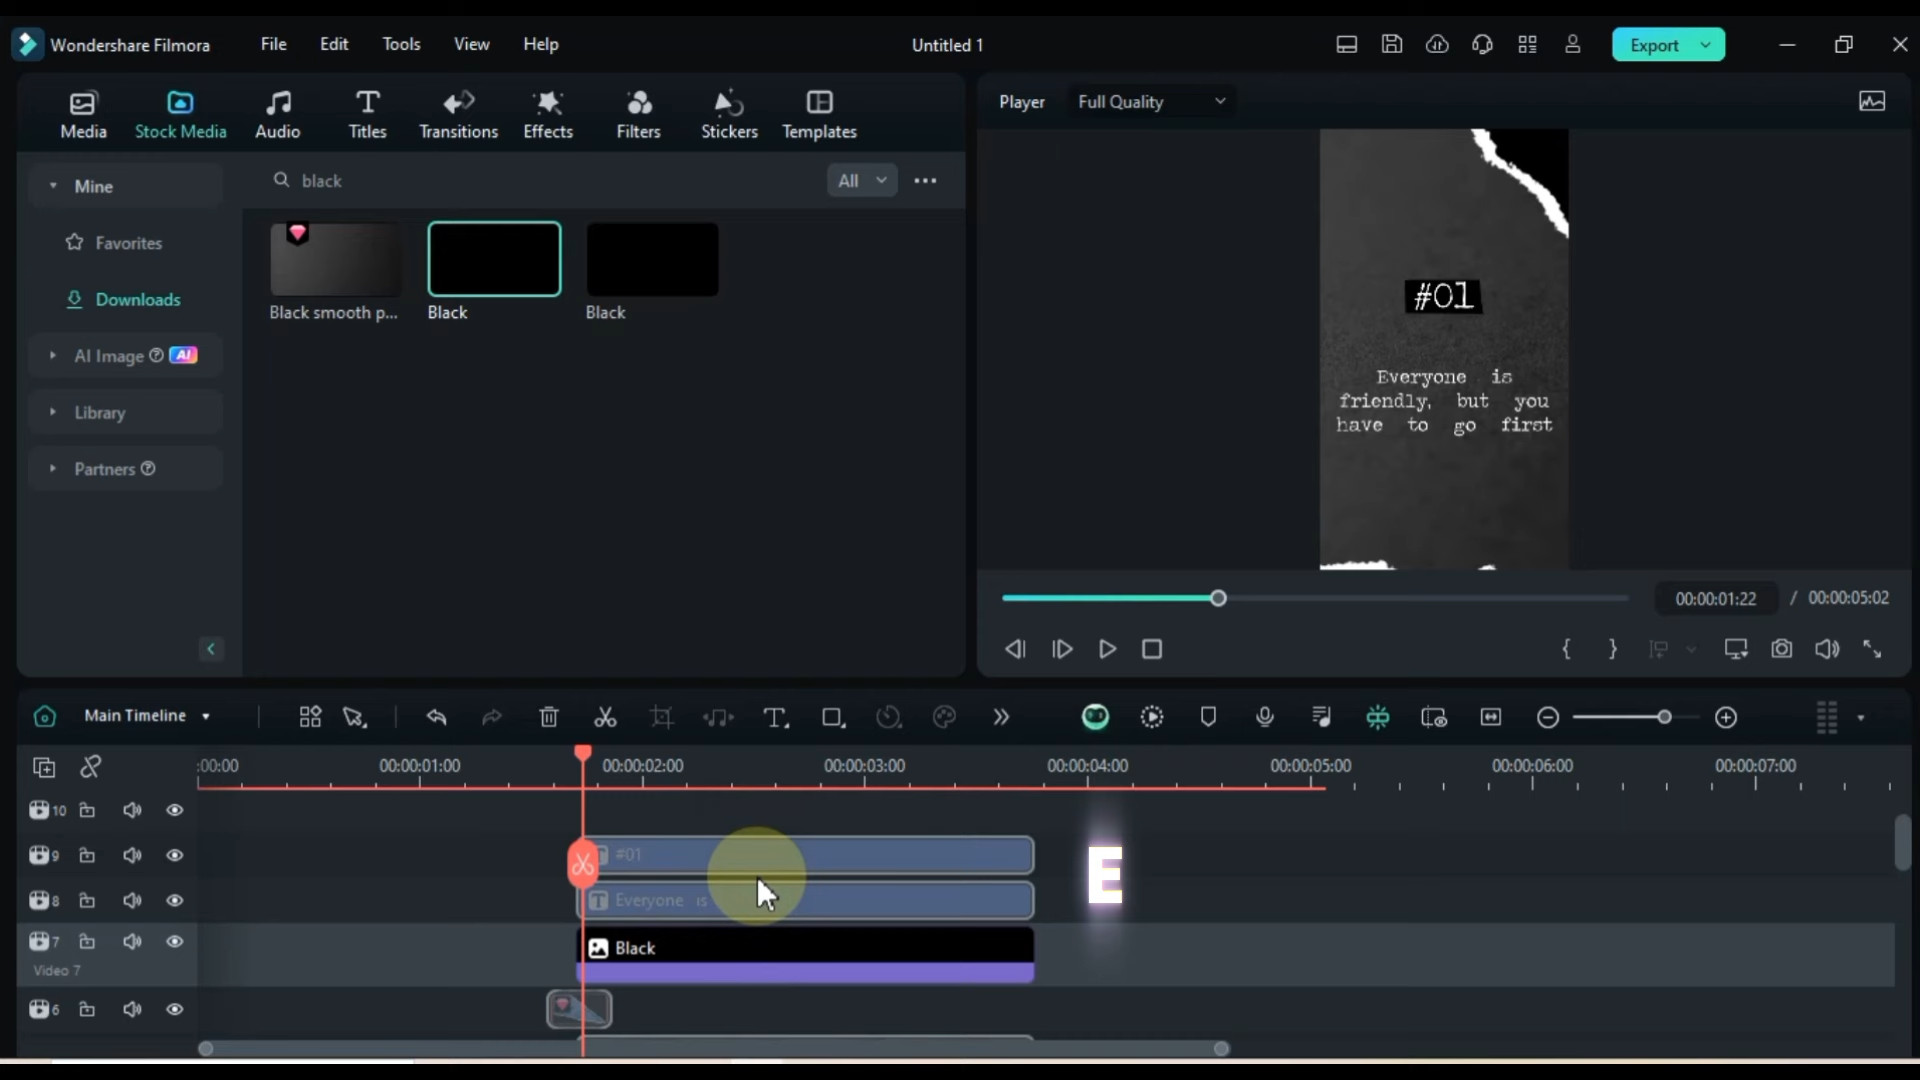 Wondershare Filmora
File
Edit
Tools
View
Help
Untitled 1
Export
Media
Stock Media
Audio
Titles
Transitions
Effects
Filters
Stickers
Templates
Player
Full Quality
Mine
black
All
Favorites
Downloads
AI Image
AI
Library
Partners
Black smooth p...
Black
Black
#01
Everyone is
friendly, but you
have to go first
00:00:01:22 / 00:00:05:02
Main Timeline
:00:00
00:00:01:00
00:00:02:00
00:00:03:00
00:00:04:00
00:00:05:00
00:00:06:00
00:00:07:00
10
9
#01
E
8
Everyone is
7
Video 7
Black
6